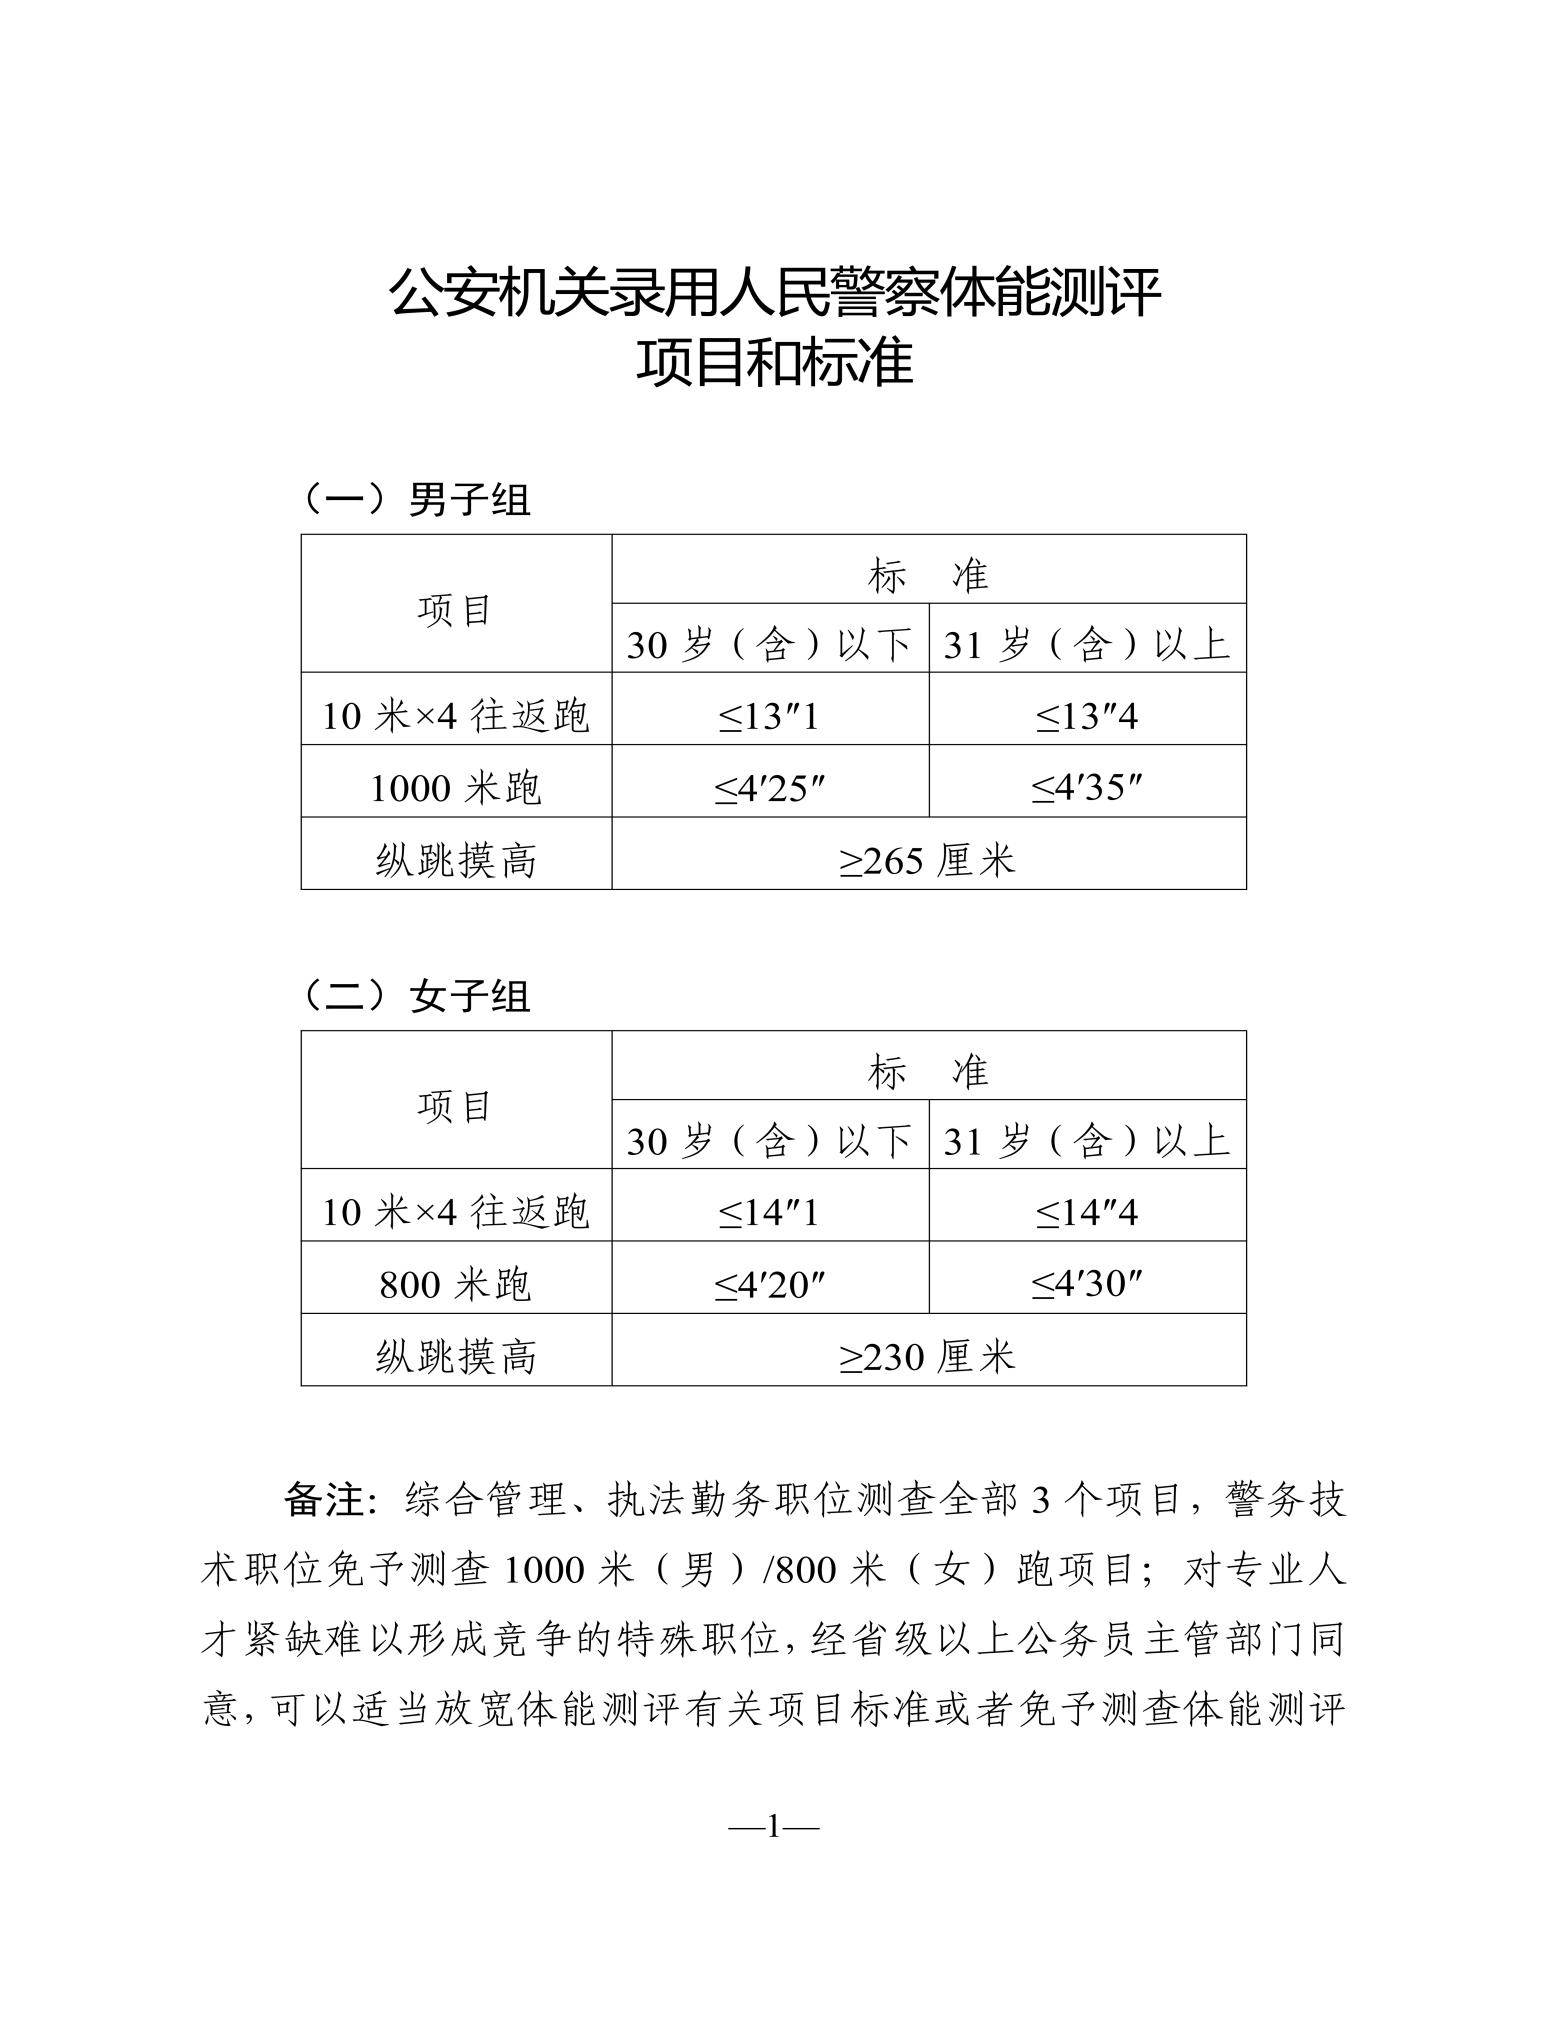 公安机关录用人民警察体能测评
项目和标准
（一）男子组
项目
标 准
30 岁（含）以下
31 岁（含）以上
10 米×4 往返跑
≤13″1
≤13″4
1000 米跑
≤4′25″
≤4′35″
纵跳摸高
≥265 厘米
（二）女子组
项目
标 准
30 岁（含）以下
31 岁（含）以上
10 米×4 往返跑
≤14″1
≤14″4
800 米跑
≤4′20″
≤4′30″
纵跳摸高
≥230 厘米
备注：综合管理、执法勤务职位测查全部 3 个项目，警务技
术职位免予测查 1000 米（男）/800 米（女）跑项目；对专业人
才紧缺难以形成竞争的特殊职位，经省级以上公务员主管部门同
意，可以适当放宽体能测评有关项目标准或者免予测查体能测评
—1—